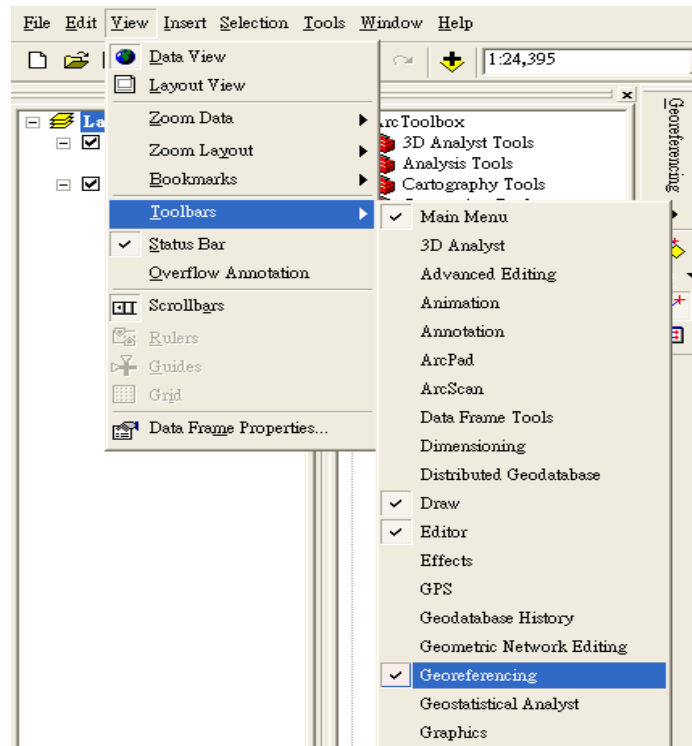 File Edit View Insert Selection Tools Window Help
1:24,395
Data View
Layout View
Zoom Data
Zoom Layout
Bookmarks
Toolbars
Status Bar
Overflow Annotation
Scrollbars
Rulers
Guides
Grid
Data Frame Properties...
La
rcToolbox
3D Analyst Tools
Analysis Tools
Cartography Tools
Georeferencing
Main Menu
3D Analyst
Advanced Editing
Animation
Annotation
ArcPad
ArcScan
Data Frame Tools
Dimensioning
Distributed Geodatabase
Draw
Editor
Effects
GPS
Geodatabase History
Geometric Network Editing
Georeferencing
Geostatistical Analyst
Graphics